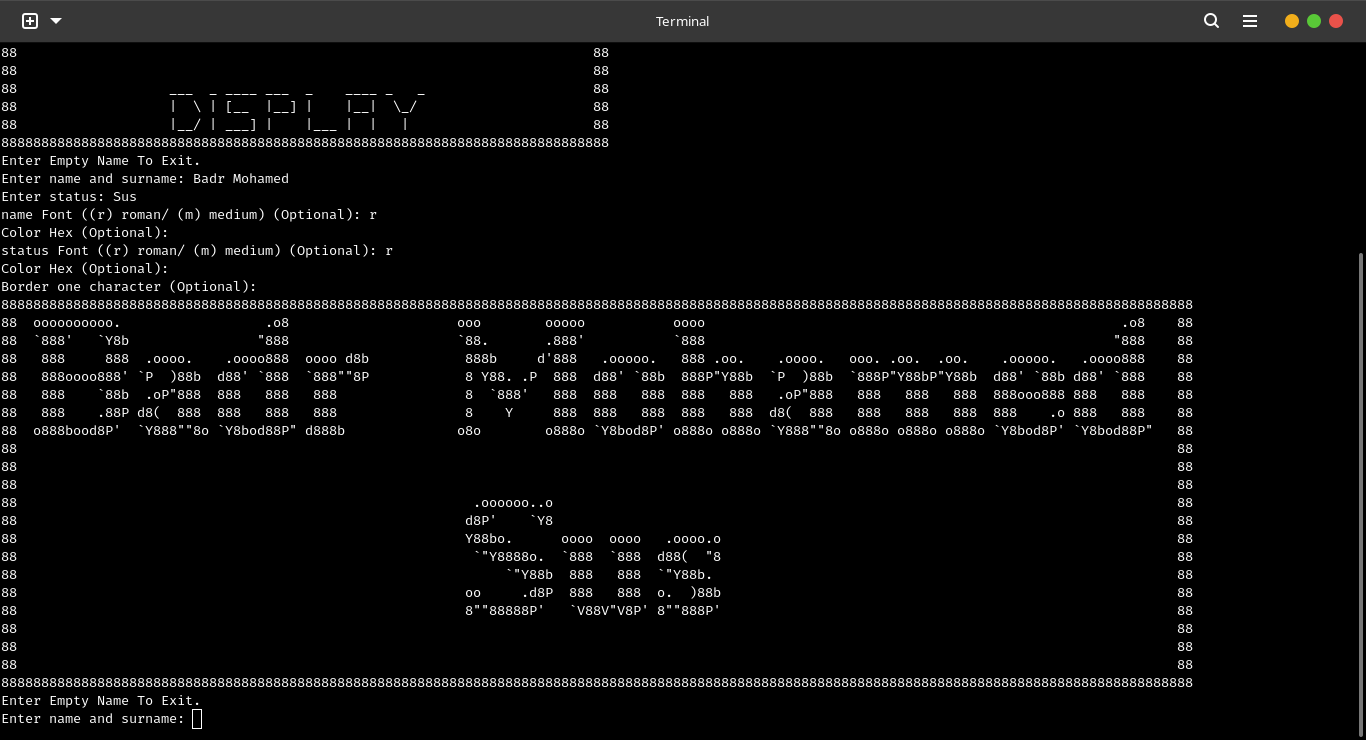 Terminal
88                                                                        88
88                                                                        88
88                   ___  _ ____ ___  _    ____ _   _                     88
88                   |  \ | [__  |__] |    |__|  \_/                      88
88                   |__/ | ___] |    |___ |  |   |                       88
8888888888888888888888888888888888888888888888888888888888888888888888888888
Enter Empty Name To Exit.
Enter name and surname: Badr Mohamed
Enter status: Sus
name Font ((r) roman/ (m) medium) (Optional): r
Color Hex (Optional):
status Font ((r) roman/ (m) medium) (Optional): r
Color Hex (Optional):
Border one character (Optional):
88888888888888888888888888888888888888888888888888888888888888888888888888888888888888888888888888888888888888888888888888888888888888888888888888888
88  oooooooooo.                  .o8                     ooo        ooooo           oooo                                                    .o8    88
88  `888'   `Y8b                "888                     `88.       .888'           `888                                                   "888    88
88   888     888  .oooo.    .oooo888  oooo d8b            888b     d'888   .ooooo.   888 .oo.    .oooo.   ooo. .oo. .oo.    .ooooo.   .oooo888    88
88   888oooo888' `P  )88b  d88' `888  `888""8P            8 Y88. .P  888  d88' `88b  888P"Y88b  `P  )88b  `888P"Y88bP"Y88b  d88' `88b d88' `888    88
88   888    `88b  .oP"888  888   888   888                8  `888'   888  888   888  888   888   .oP"888   888   888   888  888ooo888 888   888    88
88   888    .88P d8(  888  888   888   888                8    Y     888  888   888  888   888  d8(  888   888   888   888  888    .o 888   888    88
88  o888bood8P'  `Y888""8o `Y8bod88P" d888b              o8o        o888o `Y8bod8P' o888o o888o `Y888""8o o888o o888o o888o `Y8bod8P' `Y8bod88P"   88
88                                                                                                                                                 88
88                                                                                                                                                 88
88                                                                                                                                                 88
88                                                         .oooooo..o                                                                              88
88                                                        d8P'    `Y8                                                                              88
88                                                        Y88bo.      oooo  oooo   .oooo.o                                                         88
88                                                         `"Y8888o.  `888  `888  d88(  "8                                                         88
88                                                             `"Y88b  888   888  `"Y88b.                                                          88
88                                                        oo     .d8P  888   888  o.  )88b                                                         88
88                                                        8""88888P'   `V88V"V8P' 8""888P'                                                         88
88                                                                                                                                                 88
88                                                                                                                                                 88
88                                                                                                                                                 88
88888888888888888888888888888888888888888888888888888888888888888888888888888888888888888888888888888888888888888888888888888888888888888888888888888
Enter Empty Name To Exit.
Enter name and surname: